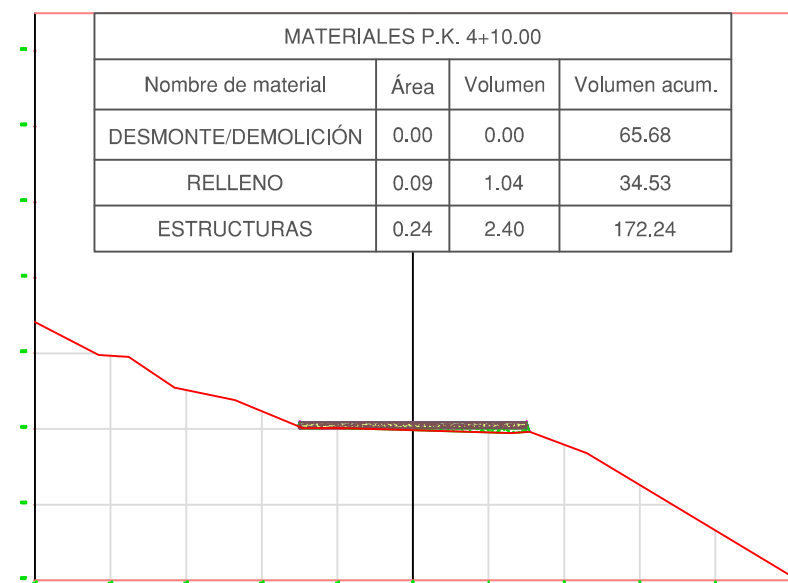 MATERIALES P.K. 4+10.00
Nombre de material Área Volumen Volumen acum.
DESMONTE/DEMOLICIÓN 0.00 0.00 65.68
RELLENO 0.09 1.04 34.53
ESTRUCTURAS 0.24 2.40 172.24